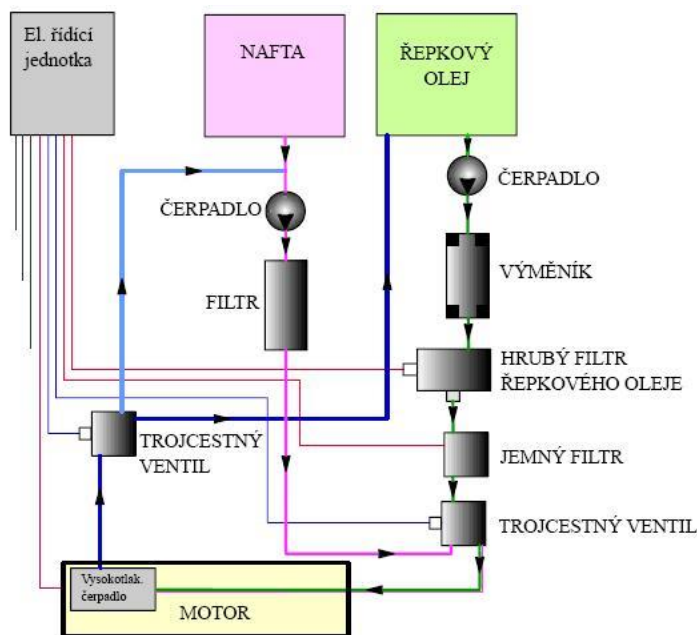 El. řídící
jednotka
NAFTA
ŘEPKOVÝ
OLEJ
ČERPADLO
ČERPADLO
VÝMĚNÍK
FILTR
HRUBÝ FILTR
ŘEPKOVÉHO OLEJE
TROJCESTNÝ
VENTIL
JEMNÝ FILTR
TROJCESTNÝ VENTIL
Vysokotlak.
čerpadlo
MOTOR